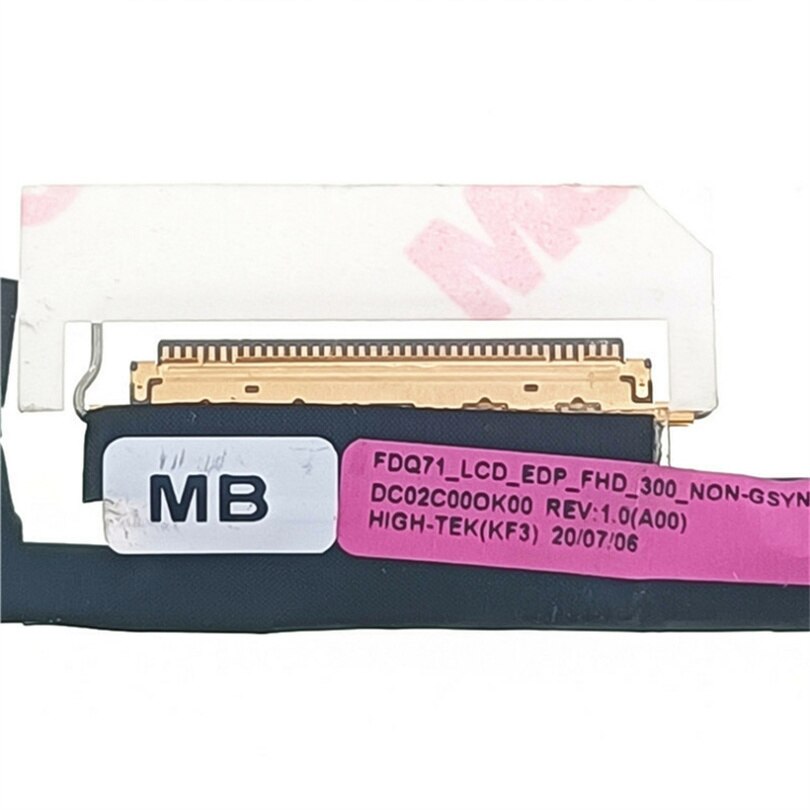 MB
FDQ71_LCD_EDP_FHD_300_NON-GSYN
DC02C00OK00 REV:1.0(A00)
HIGH-TEK(KF3) 20/07/06